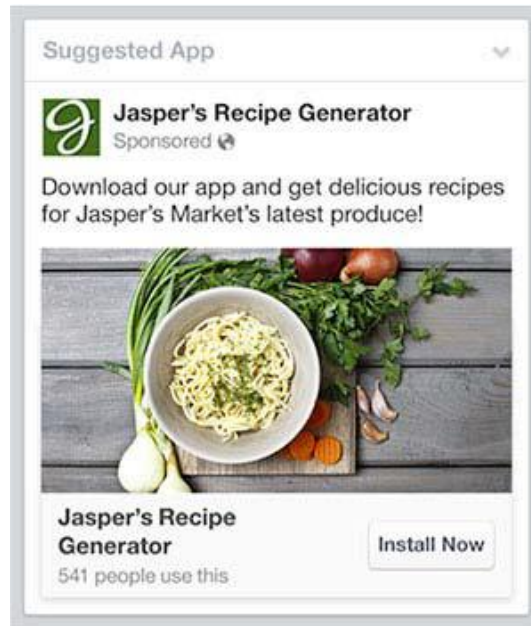 Suggested App
Jasper's Recipe Generator
Sponsored
Download our app and get delicious recipes
for Jasper's Market's latest produce!
Jasper's Recipe
Generator
541 people use this
Install Now